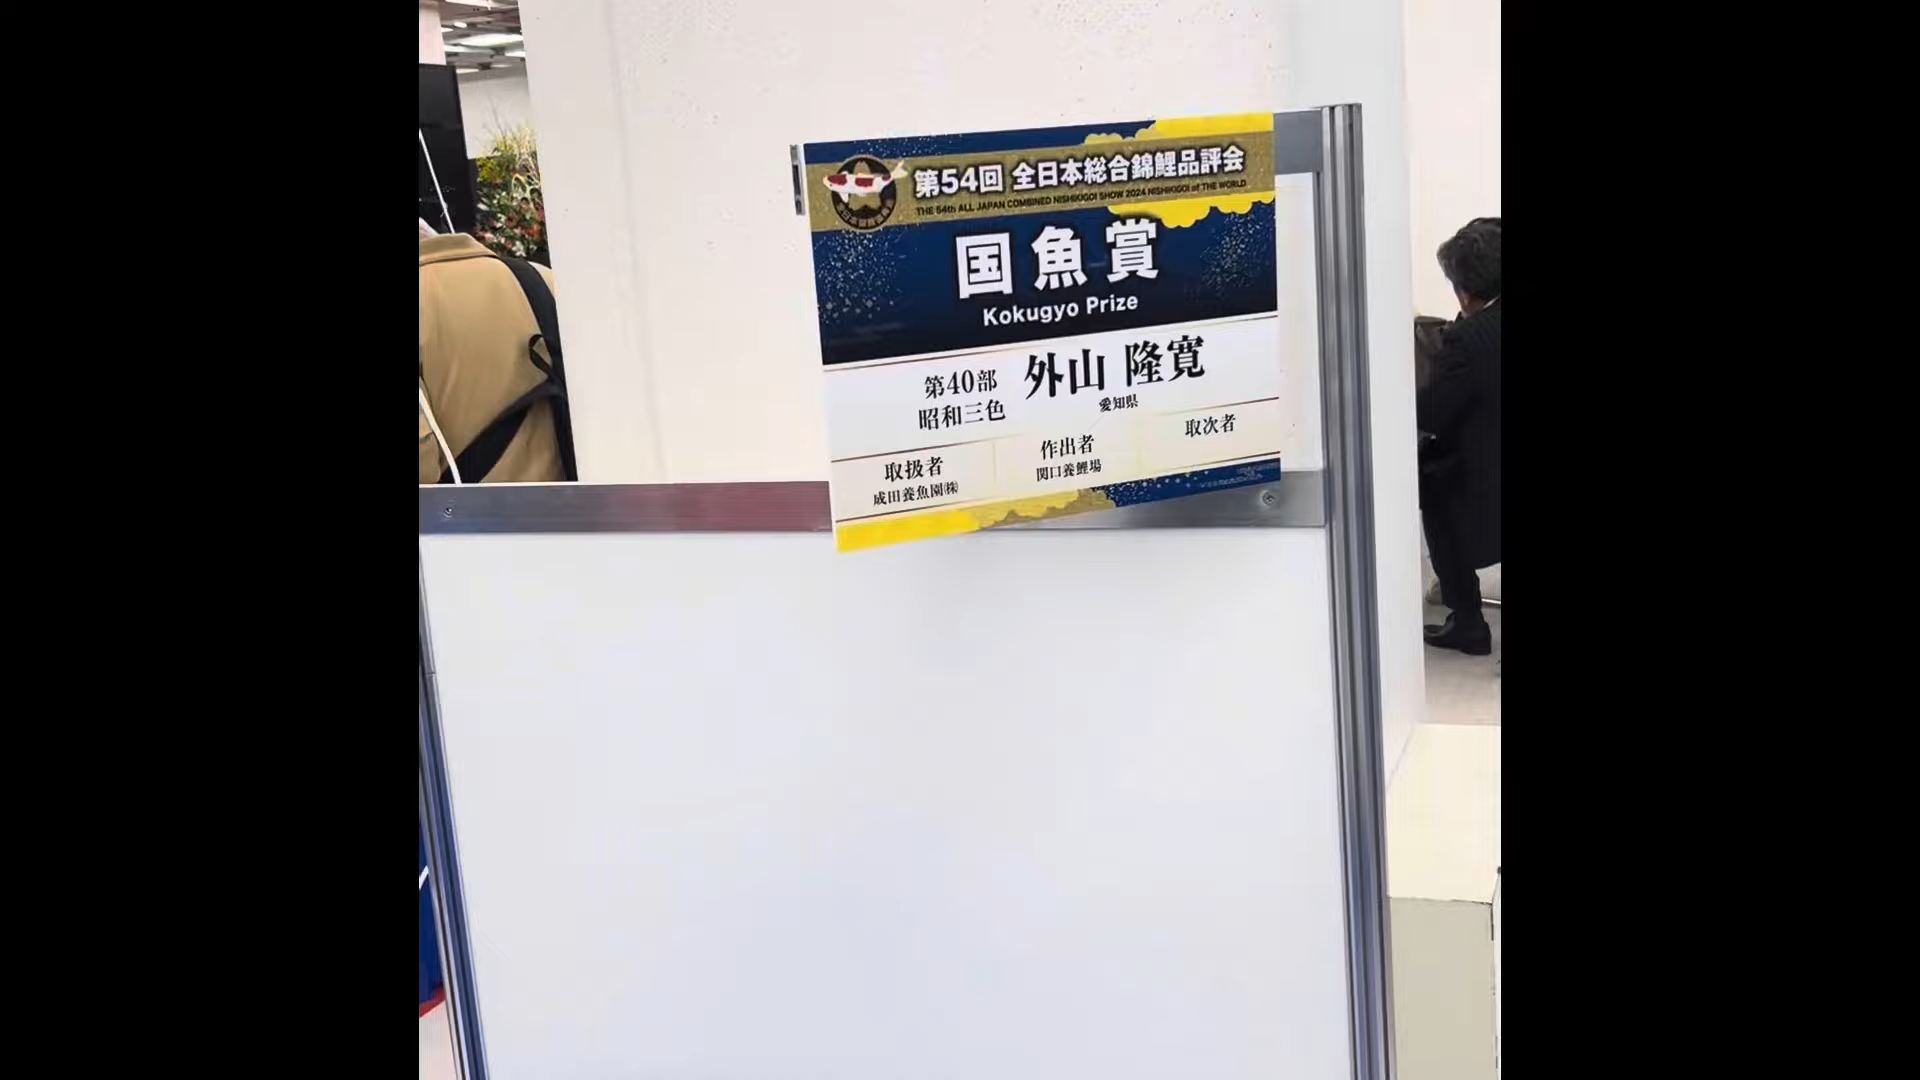 第54回 全日本総合錦鯉品評会
THE 54th ALL JAPAN COMBINED NISHIKIGOI SHOW 2024 NISHIKIGOI of THE WORLD
国魚賞
Kokugyo Prize
第40部 外山 隆寛
昭和三色 愛知県
取扱者 作出者 取次者
成田養魚園㈱ 関口養鯉場